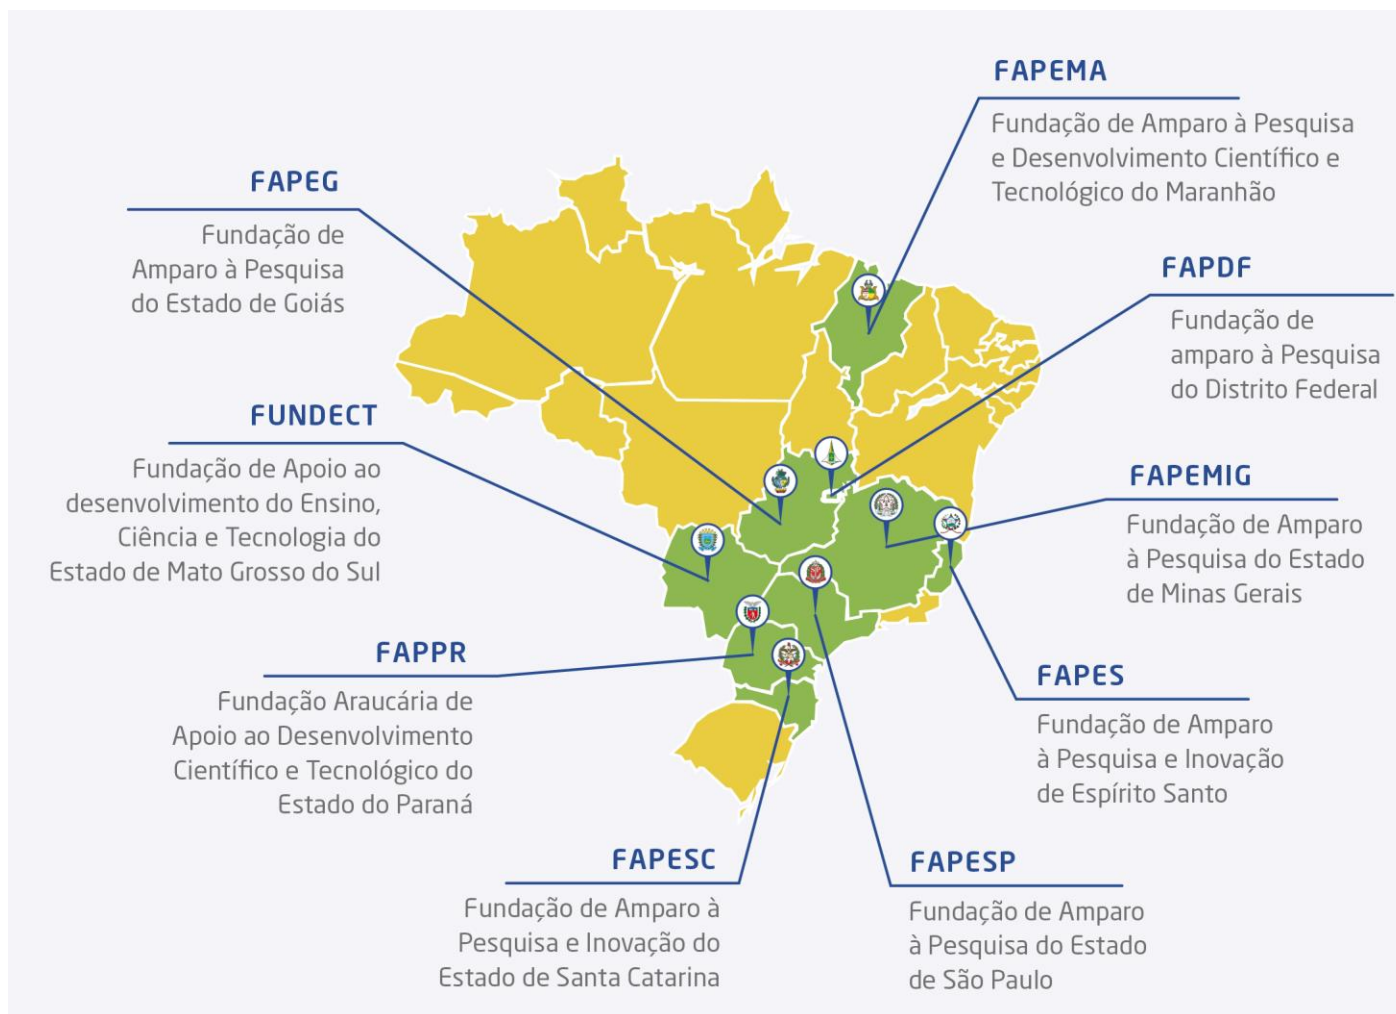 FAPEMA
Fundação de Amparo à Pesquisa
e Desenvolvimento Científico e
Tecnológico do Maranhão
FAPEG
Fundação de
Amparo à Pesquisa
do Estado de Goiás
FAPDF
Fundação de
amparo à Pesquisa
do Distrito Federal
FUNDECT
Fundação de Apoio ao
desenvolvimento do Ensino,
Ciência e Tecnologia do
Estado de Mato Grosso do Sul
FAPEMIG
Fundação de Amparo
à Pesquisa do Estado
de Minas Gerais
FAPPR
Fundação Araucária de
Apoio ao Desenvolvimento
Científico e Tecnológico do
Estado do Paraná
FAPES
Fundação de Amparo
à Pesquisa e Inovação
de Espírito Santo
FAPESC
Fundação de Amparo à
Pesquisa e Inovação do
Estado de Santa Catarina
FAPESP
Fundação de Amparo
à Pesquisa do Estado
de São Paulo